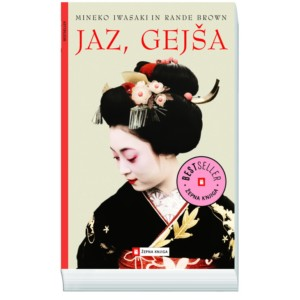 MINEKO IWASAKI IN RANDE BROWN
JAZ, GEJŠA
BESTSELLER
ŽEPNA KNJIGA
ŽEPNA KNJIGA